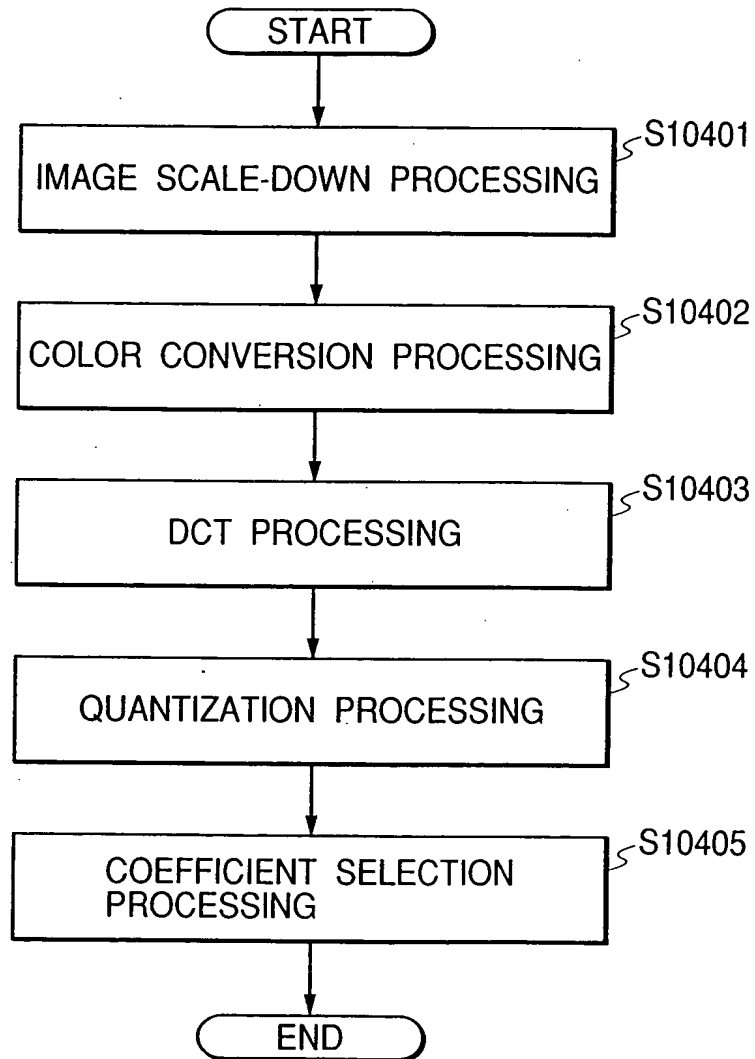 START
S10401
IMAGE SCALE-DOWN PROCESSING
S10402
COLOR CONVERSION PROCESSING
S10403
DCT PROCESSING
S10404
QUANTIZATION PROCESSING
S10405
COEFFICIENT SELECTION
PROCESSING
END